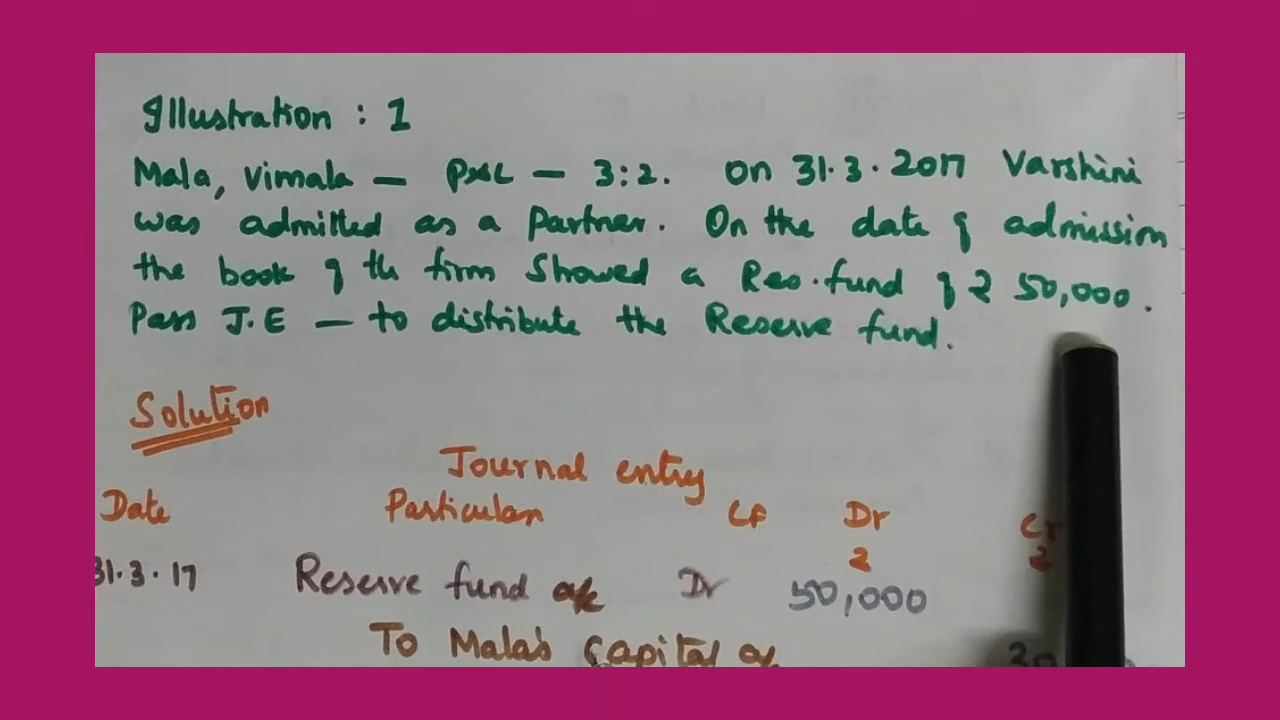 Illustration : 1
Mala, Vimala — P&L — 3:2. On 31.3.2017 Varshini
was admitted as a partner. On the date of admission
the book of th firm showed a Res.fund of ₹ 50,000.
Pass J.E — to distribute the Reserve fund.
Solution
Journal entry
Date Particulars LF Dr Cr
₹ ₹
31.3.17 Reserve fund a/c Dr 50,000
To Mala's capital a/c 30